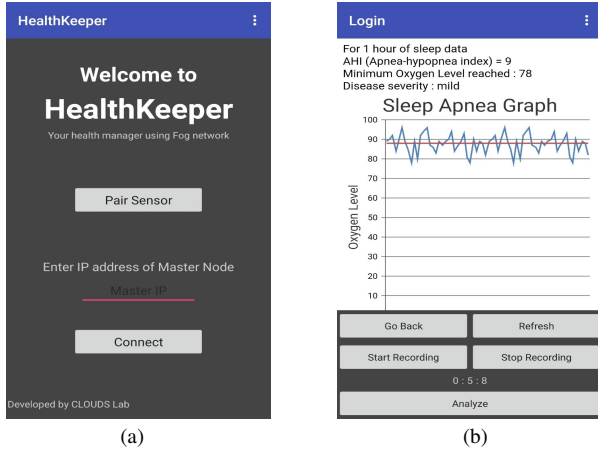 HealthKeeper
Welcome to
HealthKeeper
Your health manager using Fog network
Pair Sensor
Enter IP address of Master Node
Master IP
Connect
Developed by CLOUDS Lab
(a)
Login
For 1 hour of sleep data
AHI (Apnea-hypopnea index) = 9
Minimum Oxygen Level reached : 78
Disease severity : mild
Sleep Apnea Graph
Oxygen Level
100
90
80
70
60
50
40
30
20
10
Go Back
Refresh
Start Recording
Stop Recording
0 : 5 : 8
Analyze
(b)